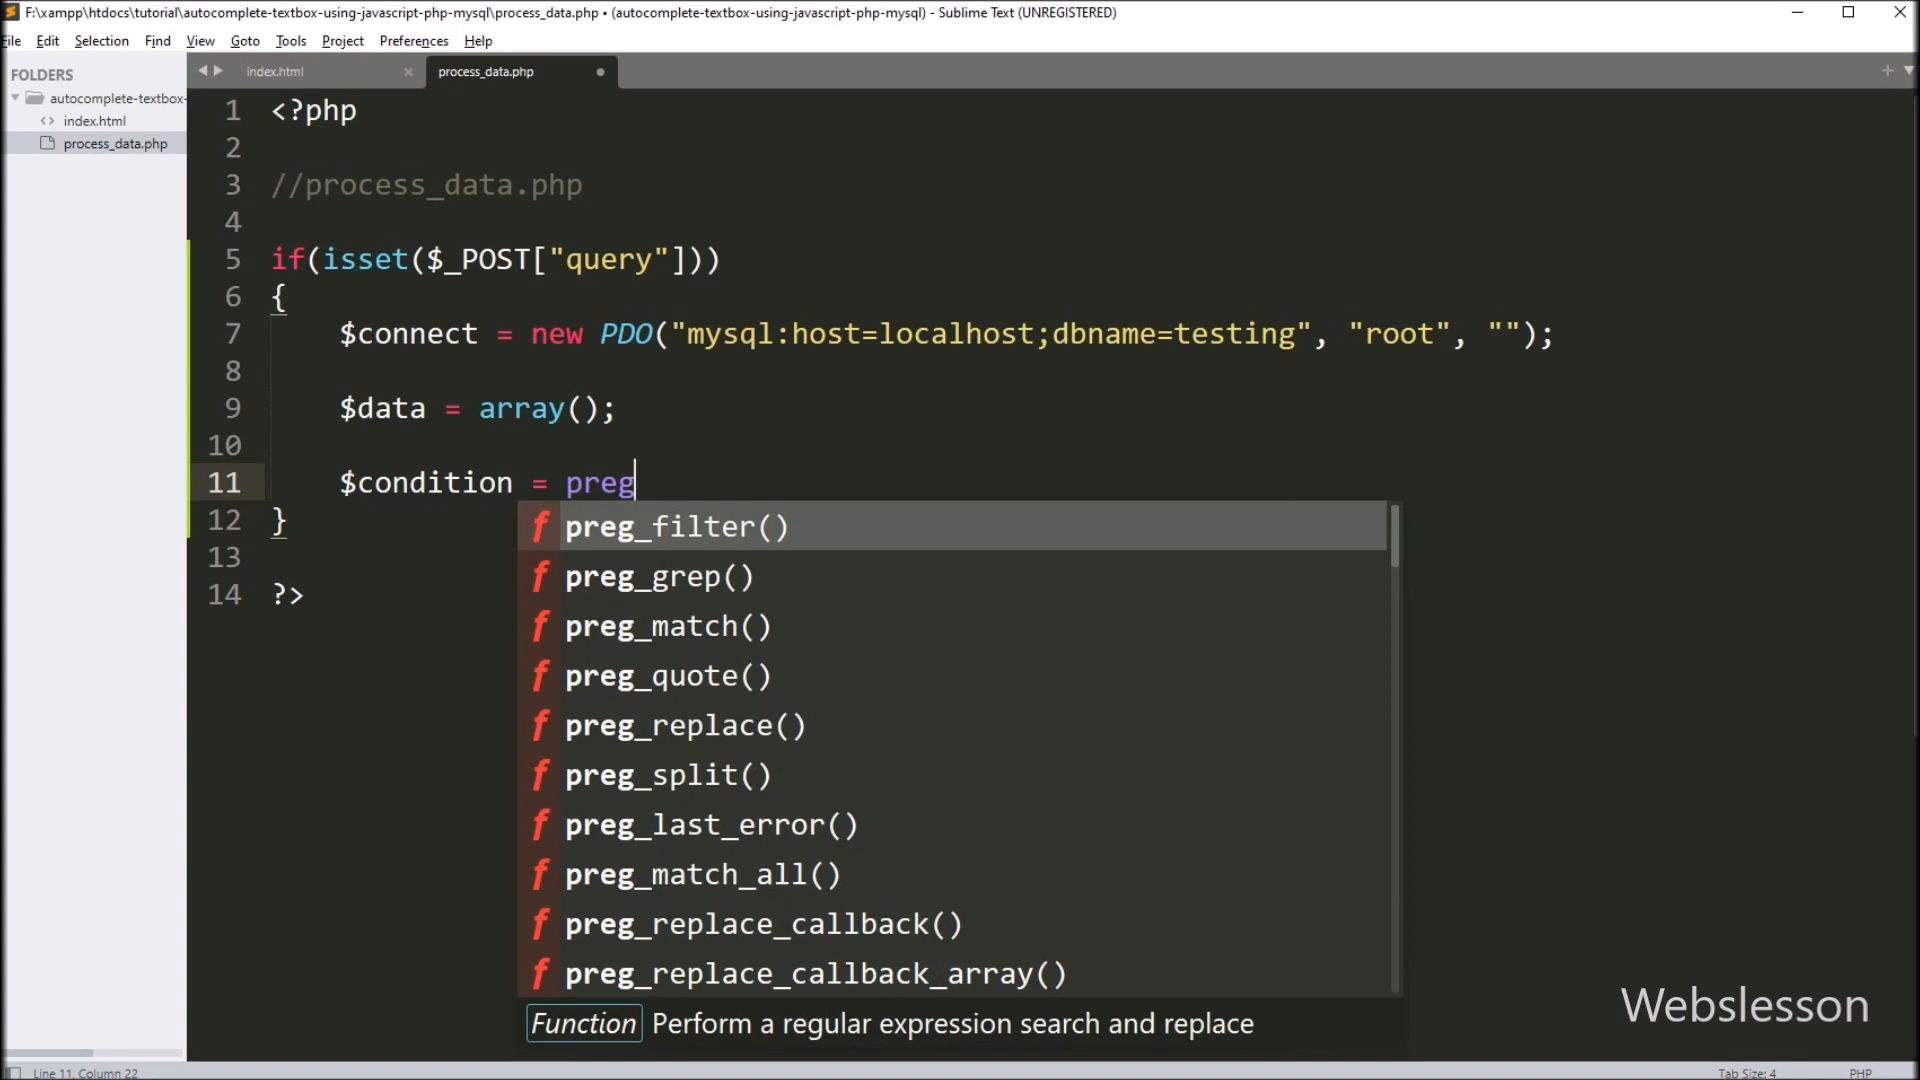 F:\xampp\htdocs\tutorial\autocomplete-textbox-using-javascript-php-mysql\process_data.php • (autocomplete-textbox-using-javascript-php-mysql) - Sublime Text (UNREGISTERED)
File Edit Selection Find View Goto Tools Project Preferences Help
FOLDERS
autocomplete-textbox-
index.html
process_data.php
index.html process_data.php
1 <?php
2
3 //process_data.php
4
5 if(isset($_POST["query"]))
6 {
7 $connect = new PDO("mysql:host=localhost;dbname=testing", "root", "");
8
9 $data = array();
10
11 $condition = preg
12 }
13
14 ?>
f preg_filter()
f preg_grep()
f preg_match()
f preg_quote()
f preg_replace()
f preg_split()
f preg_last_error()
f preg_match_all()
f preg_replace_callback()
f preg_replace_callback_array()
Function Perform a regular expression search and replace
Webslesson
Line 11, Column 22 Tab Size: 4 PHP